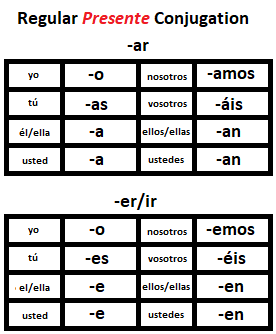 Regular Presente Conjugation
-ar
yo -o nosotros -amos
tú -as vosotros -áis
él/ella -a ellos/ellas -an
usted -a ustedes -an
-er/ir
yo -o nosotros -emos
tú -es vosotros -éis
el/ella -e ellos/ellas -en
usted -e ustedes -en